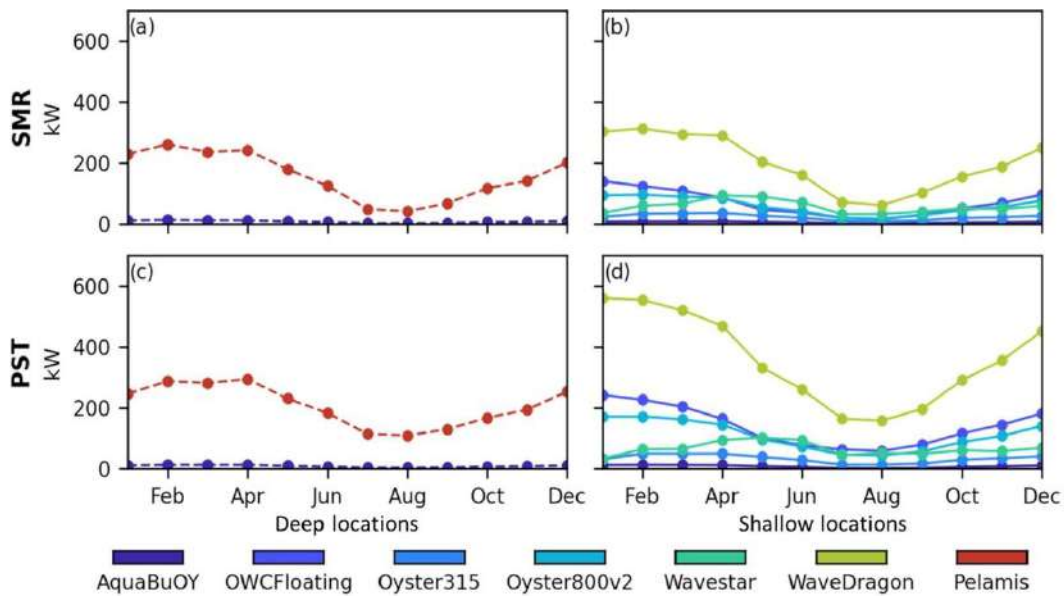 (a)
600
400
200
0
SMR
kW
(b)
(c)
600
400
200
0
PST
kW
Feb Apr Jun Aug Oct Dec
Deep locations
(d)
Feb Apr Jun Aug Oct Dec
Shallow locations
AquaBuOY OWCFloating Oyster315 Oyster800v2 Wavestar WaveDragon Pelamis